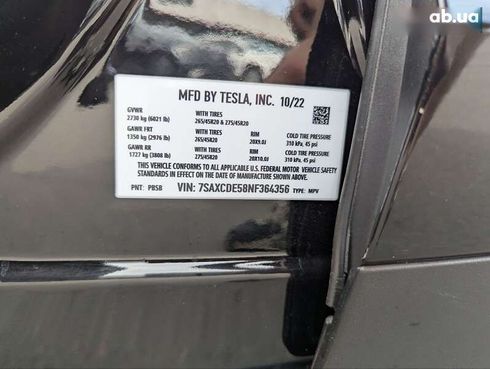 ab.ua
MFD BY TESLA, INC. 10/22
GVWR
2730 kg (6021 lb) WITH TIRES 265/45R20 & 275/45R20
GAWR FRT WITH TIRES RIM COLD TIRE PRESSURE
1350 kg (2976 lb) 265/45R20 20X9.0J 310 kPa, 45 psi
GAWR RR WITH TIRES RIM COLD TIRE PRESSURE
1727 kg (3808 lb) 275/45R20 20X10.0J 310 kPa, 45 psi
THIS VEHICLE CONFORMS TO ALL APPLICABLE U.S. FEDERAL MOTOR VEHICLE SAFETY
STANDARDS IN EFFECT ON THE DATE OF MANUFACTURE SHOWN ABOVE.
PNT: PBSB VIN: 7SAXCDE58NF364356 TYPE: MPV